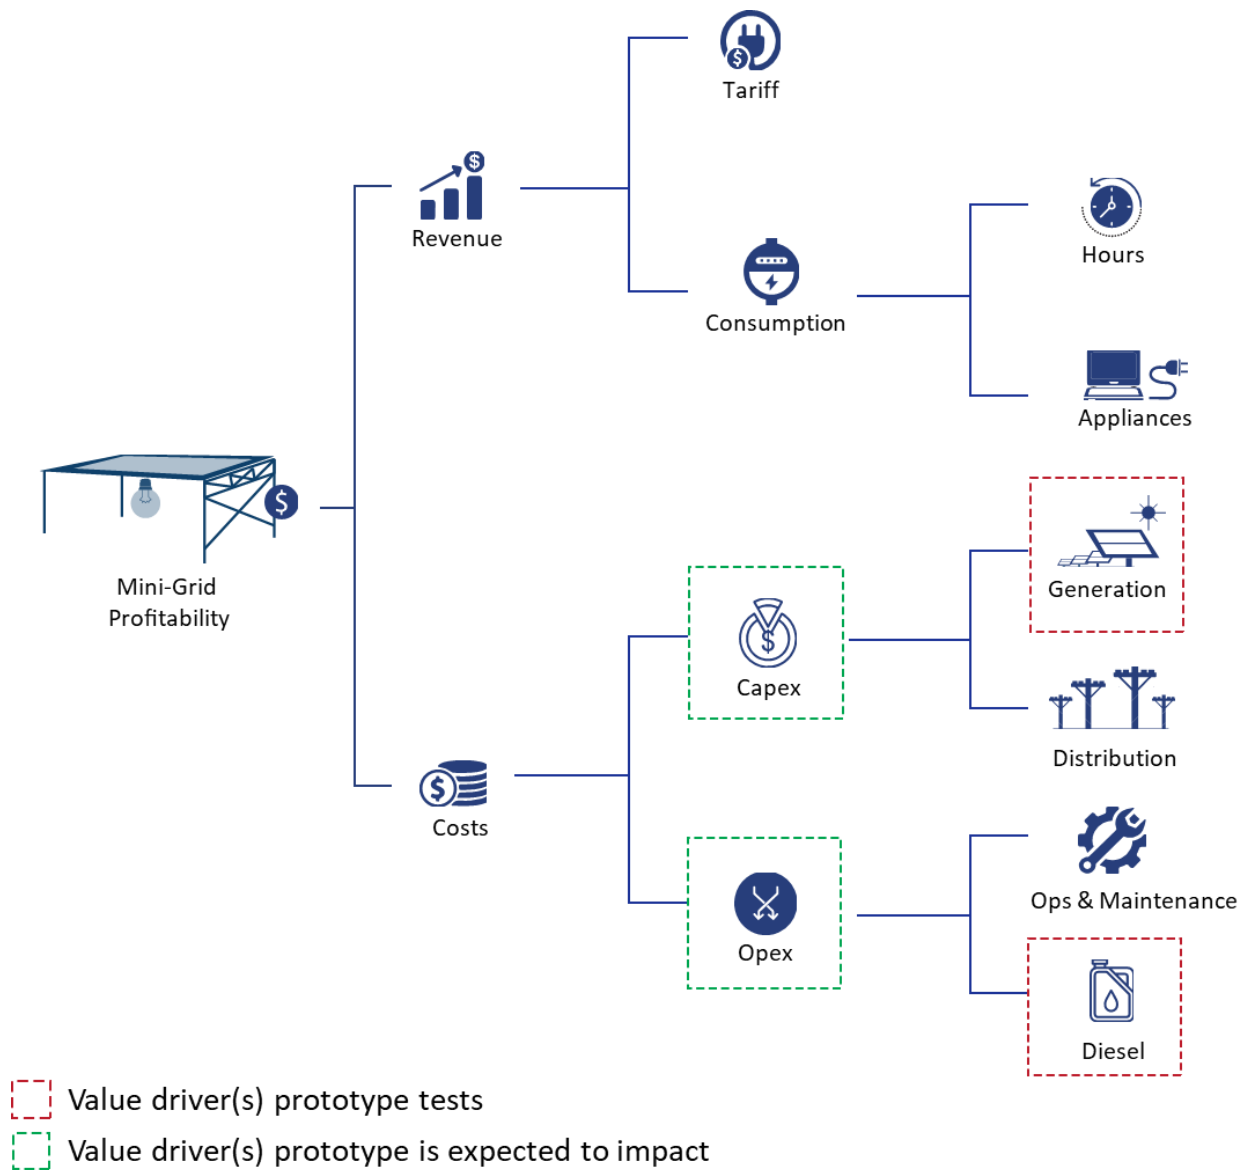 Tariff
Revenue
Hours
Consumption
Appliances
Mini-Grid
Profitability
Generation
Capex
Distribution
Costs
Ops & Maintenance
Opex
Diesel
Value driver(s) prototype tests
Value driver(s) prototype is expected to impact